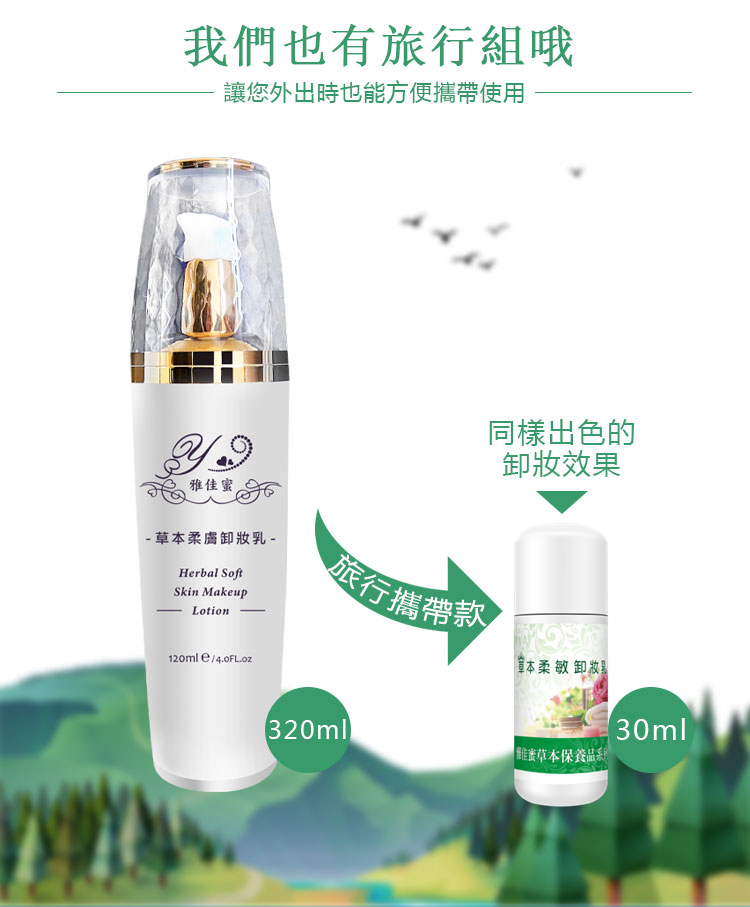 我們也有旅行組哦
讓您外出時也能方便攜帶使用
同樣出色的
卸妝效果
y
雅佳蜜
- 草本柔膚卸妝乳 -
Herbal Soft
Skin Makeup
Lotion
120ml e/4.0FL.oz
320ml
旅行攜帶款
草本柔敏卸妝乳
雅佳蜜草本保養品系
30ml